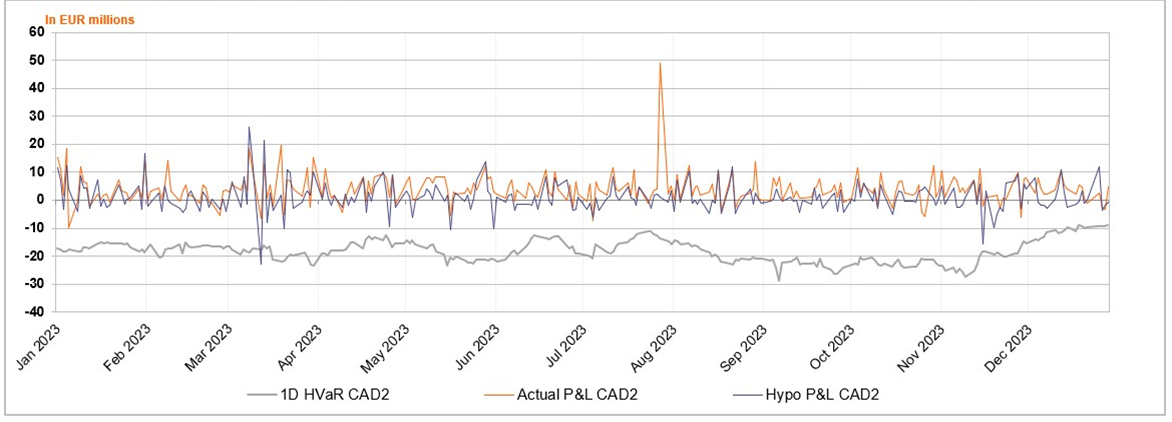 In EUR millions
60
50
40
30
20
10
0
-10
-20
-30
-40
Jan 2023
Feb 2023
Mar 2023
Apr 2023
May 2023
Jun 2023
Jul 2023
Aug 2023
Sep 2023
Oct 2023
Nov 2023
Dec 2023
1D HVaR CAD2
Actual P&L CAD2
Hypo P&L CAD2